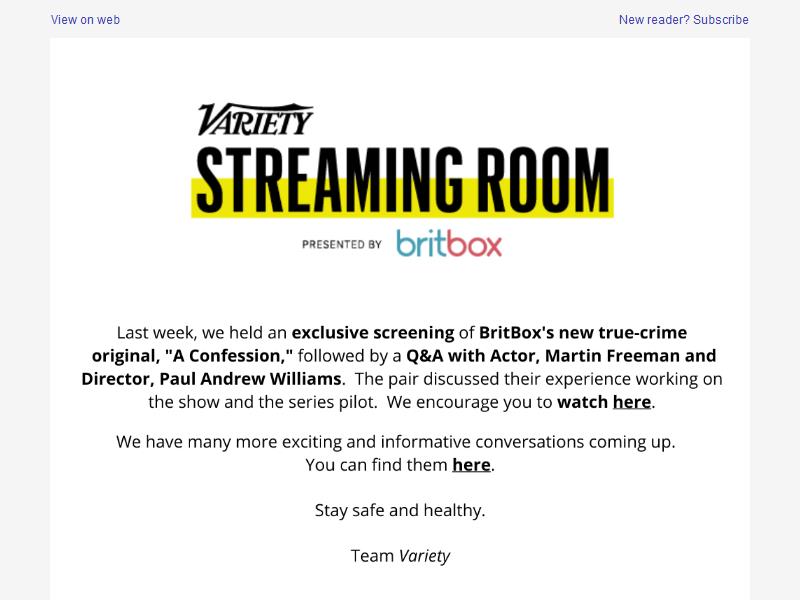 View on web
New reader? Subscribe
VARIETY
STREAMING ROOM
PRESENTED BY britbox
Last week, we held an exclusive screening of BritBox's new true-crime
original, "A Confession," followed by a Q&A with Actor, Martin Freeman and
Director, Paul Andrew Williams.  The pair discussed their experience working on
the show and the series pilot.  We encourage you to watch here.
We have many more exciting and informative conversations coming up.
You can find them here.
Stay safe and healthy.
Team Variety